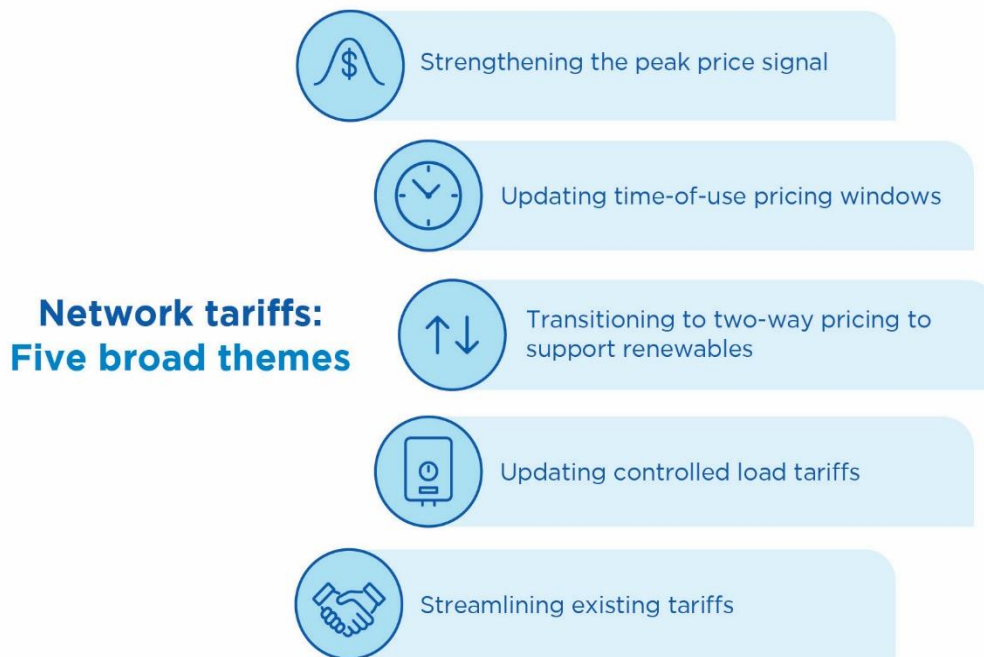 $
Strengthening the peak price signal
Updating time-of-use pricing windows
Network tariffs:
Five broad themes
Transitioning to two-way pricing to
support renewables
Updating controlled load tariffs
Streamlining existing tariffs